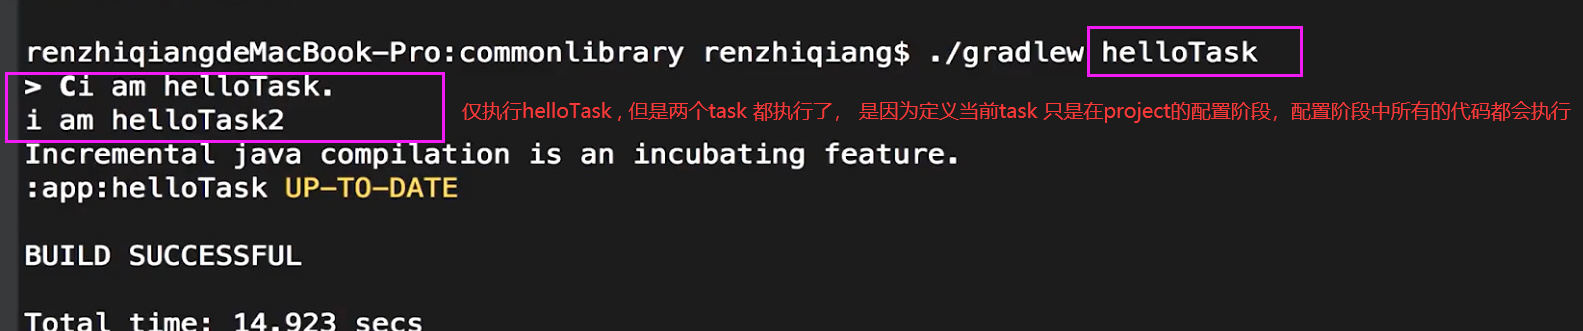 renzhiqiangdeMacBook-Pro:commonlibrary renzhiqiang$ ./gradlew helloTask
> Ci am helloTask.
i am helloTask2
仅执行helloTask , 但是两个task 都执行了， 是因为定义当前task 只是在project的配置阶段，配置阶段中所有的代码都会执行
Incremental java compilation is an incubating feature.
:app:helloTask UP-TO-DATE
BUILD SUCCESSFUL
Total time: 14.923 secs